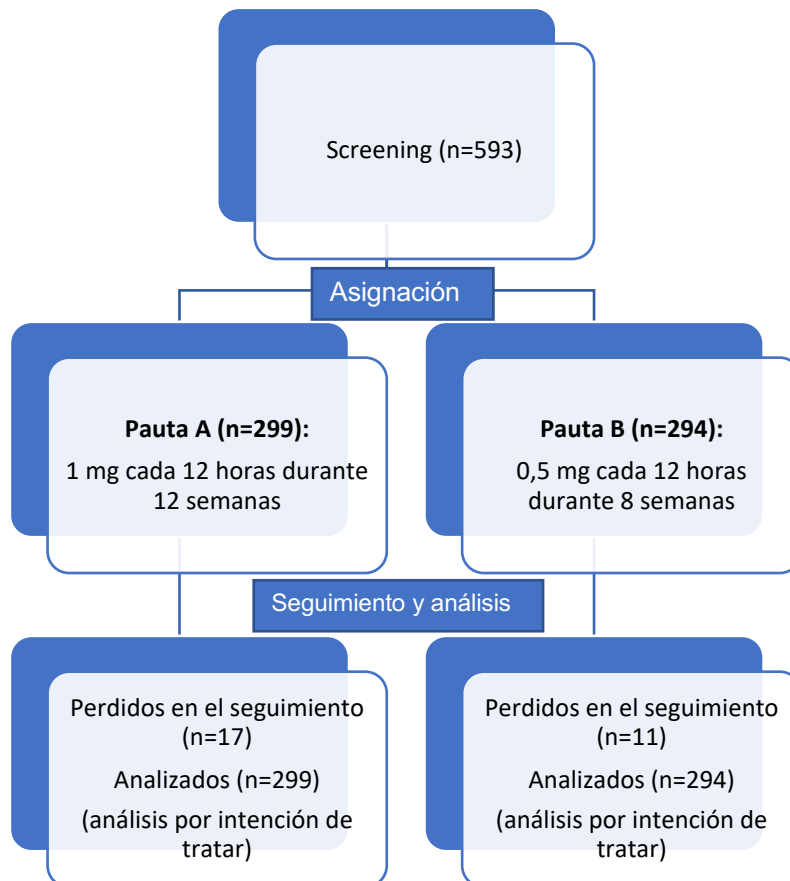 Screening (n=593)
Asignación
Pauta A (n=299):
1 mg cada 12 horas durante
12 semanas
Pauta B (n=294):
0,5 mg cada 12 horas
durante 8 semanas
Seguimiento y análisis
Perdidos en el seguimiento
(n=17)
Analizados (n=299)
(análisis por intención de
tratar)
Perdidos en el seguimiento
(n=11)
Analizados (n=294)
(análisis por intención de
tratar)